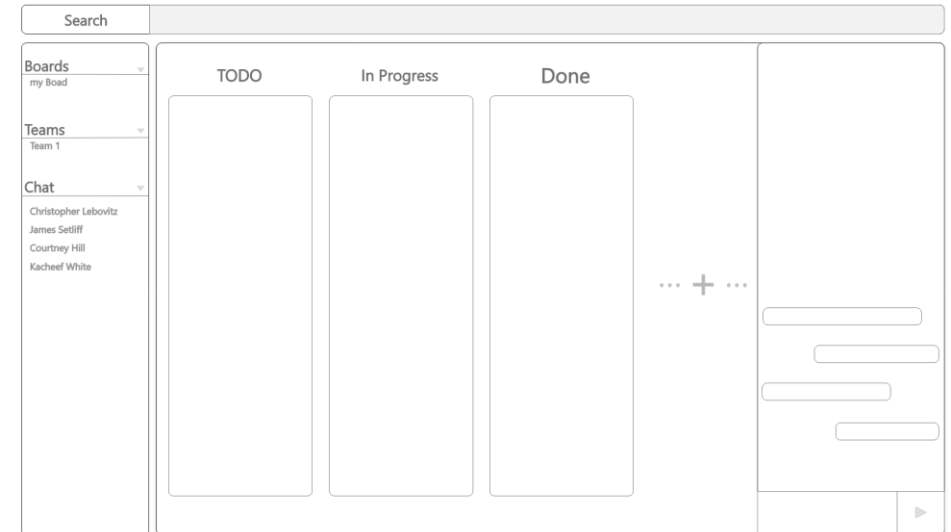 Search
Boards
my Boad
Teams
Team 1
Chat
Christopher Lebovitz
James Setliff
Courtney Hill
Kacheef White
TODO
In Progress
Done